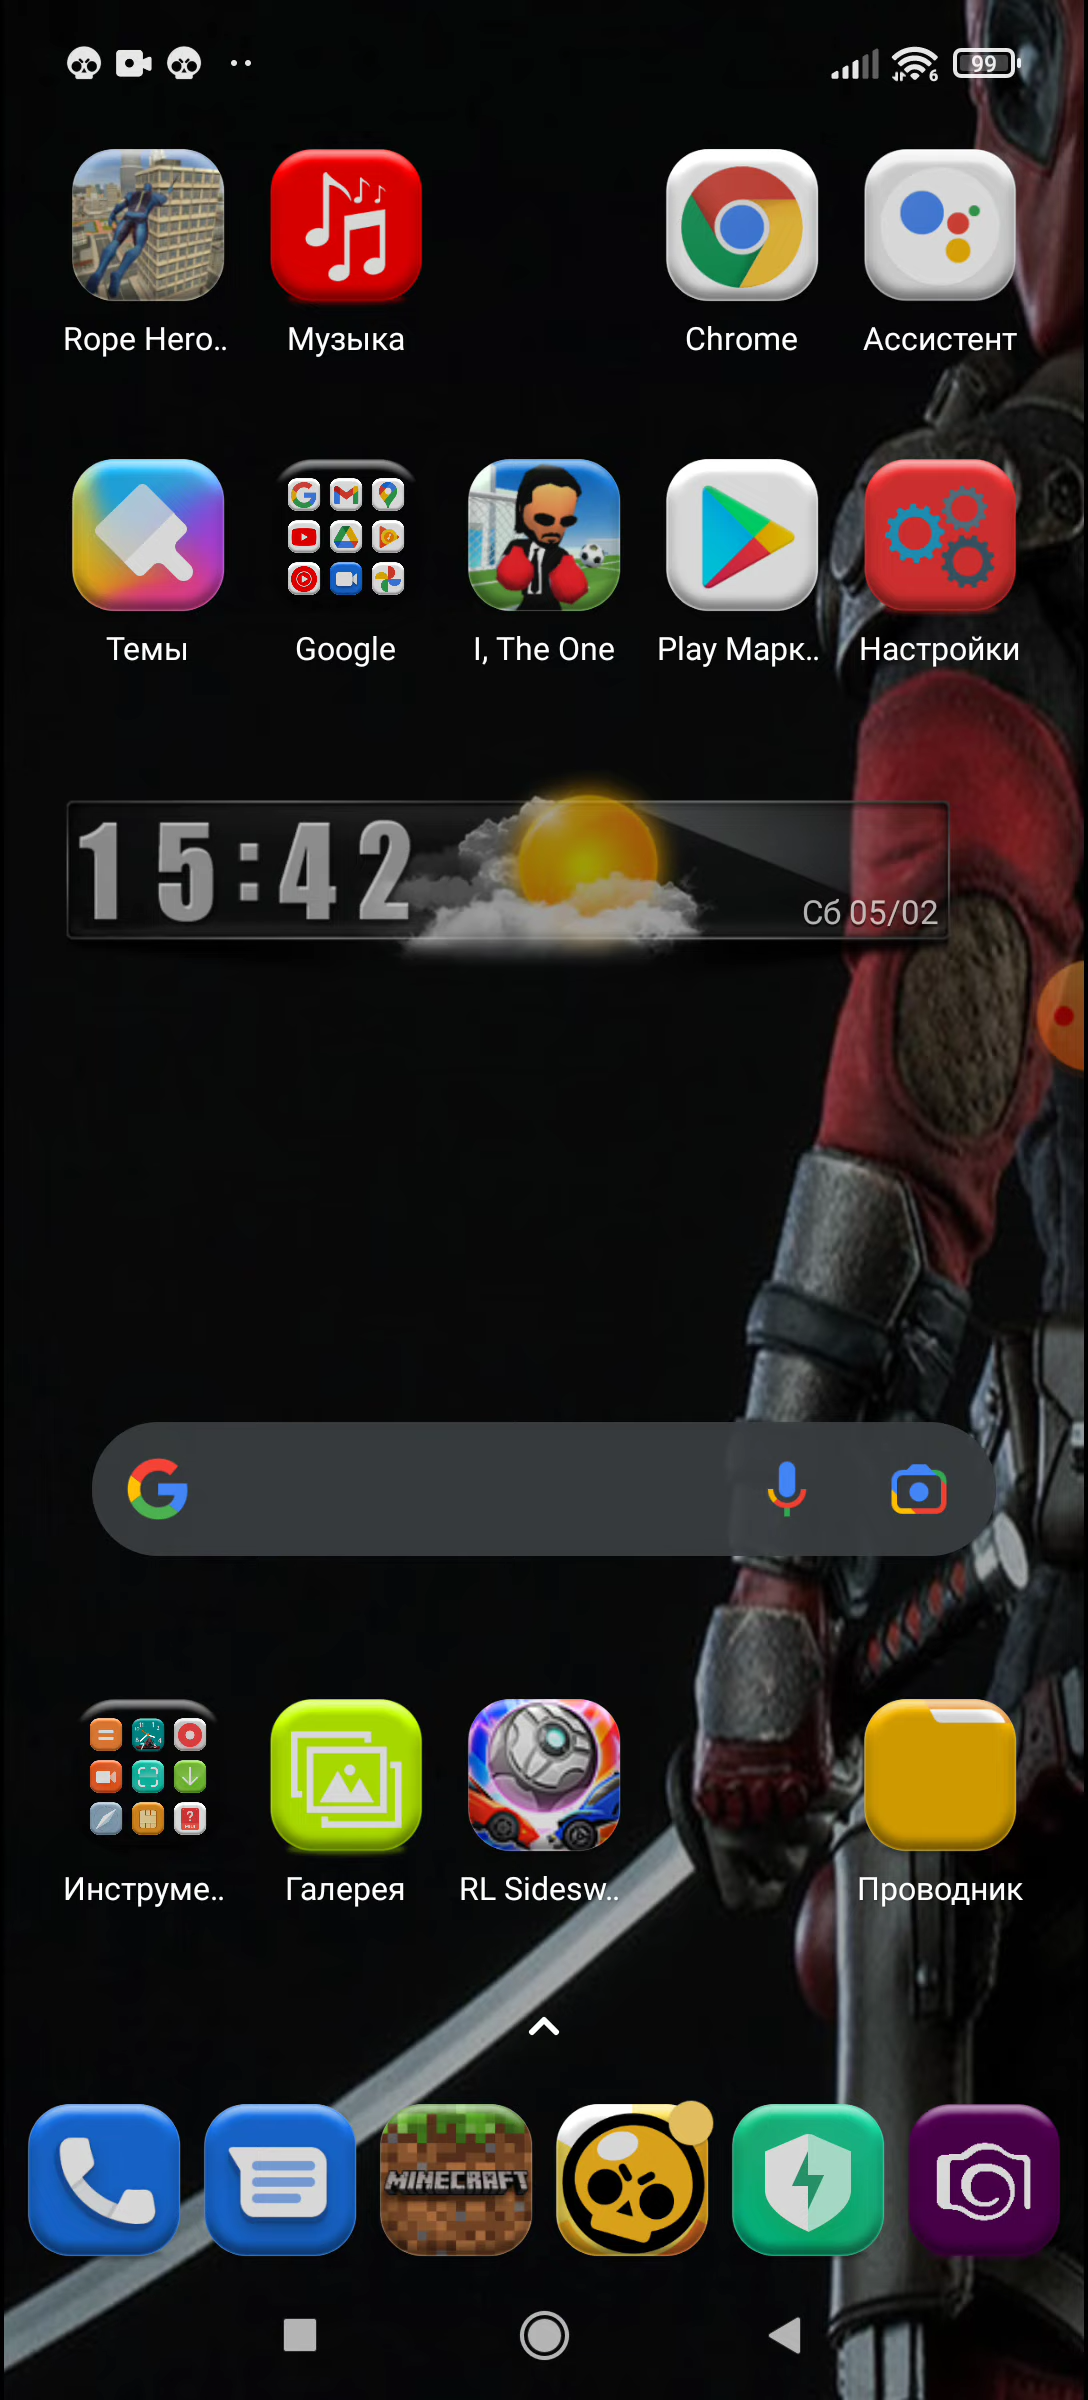 99
Rope Hero..
Музыка
Chrome
Ассистент
Темы
Google
I, The One
Play Марк..
Настройки
15:42
Сб 05/02
Инструме..
Галерея
RL Sidesw..
Проводник
MINECRAFT